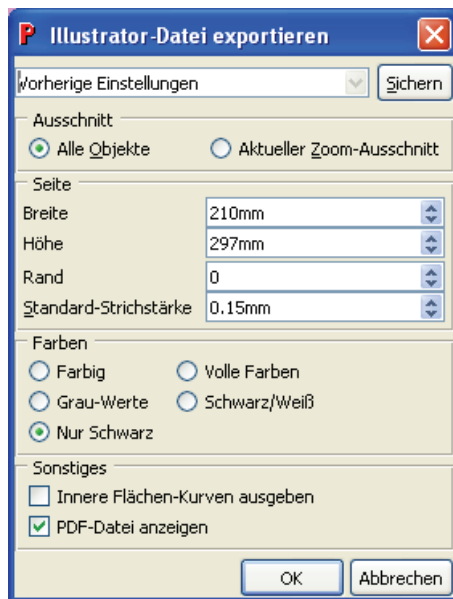 P Illustrator-Datei exportieren
Vorherige Einstellungen Sichern
Ausschnitt
Alle Objekte Aktueller Zoom-Ausschnitt
Seite
Breite 210mm
Höhe 297mm
Rand 0
Standard-Strichstärke 0.15mm
Farben
Farbig Volle Farben
Grau-Werte Schwarz/Weiß
Nur Schwarz
Sonstiges
Innere Flächen-Kurven ausgeben
PDF-Datei anzeigen
OK Abbrechen